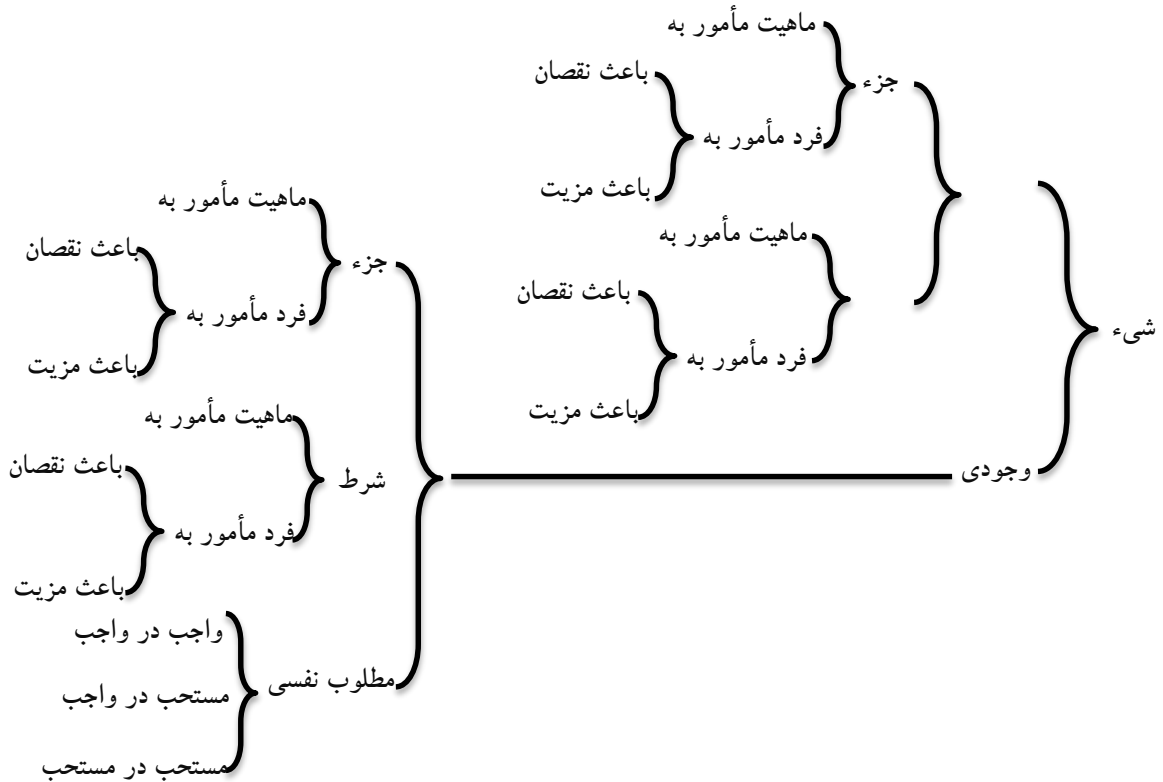 شیء
جزء
ماهیت مأمور به
فرد مأمور به
باعث نقصان
باعث مزیت
ماهیت مأمور به
فرد مأمور به
باعث نقصان
باعث مزیت
وجودی
جزء
ماهیت مأمور به
فرد مأمور به
باعث نقصان
باعث مزیت
شرط
ماهیت مأمور به
فرد مأمور به
باعث نقصان
باعث مزیت
مطلوب نفسی
واجب در واجب
مستحب در واجب
مستحب در مستحب